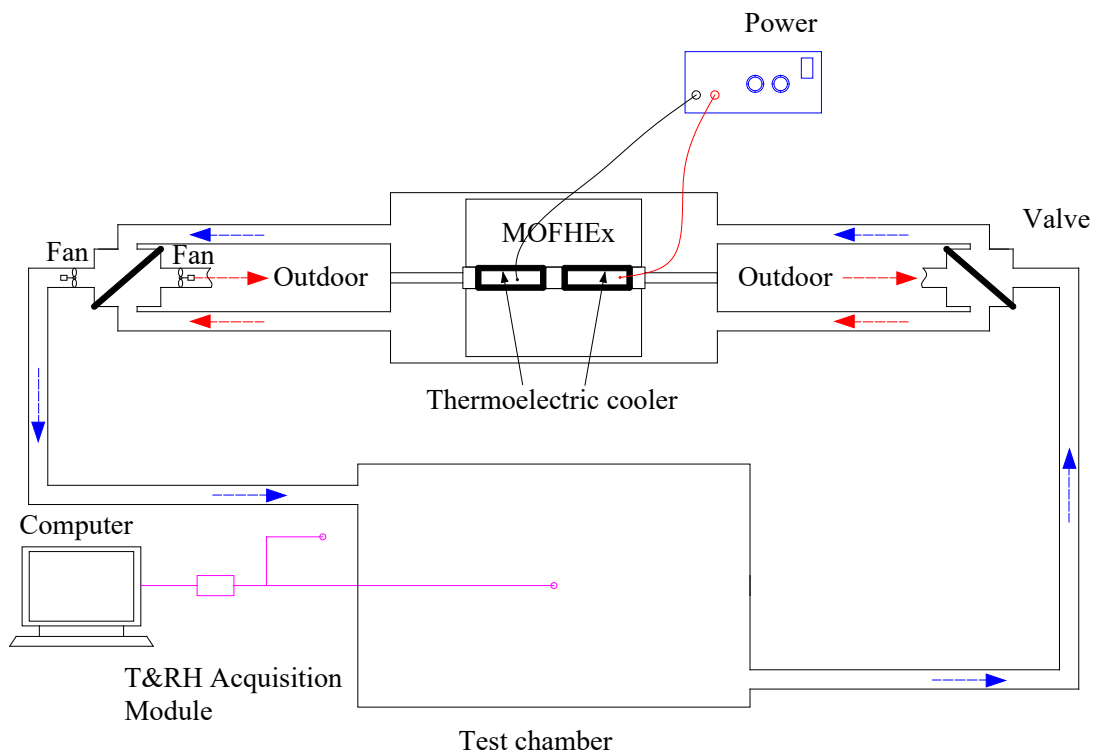 Power
Valve
MOFHEx
Fan
Fan
Outdoor
Outdoor
Thermoelectric cooler
Computer
T&RH Acquisition
Module
Test chamber